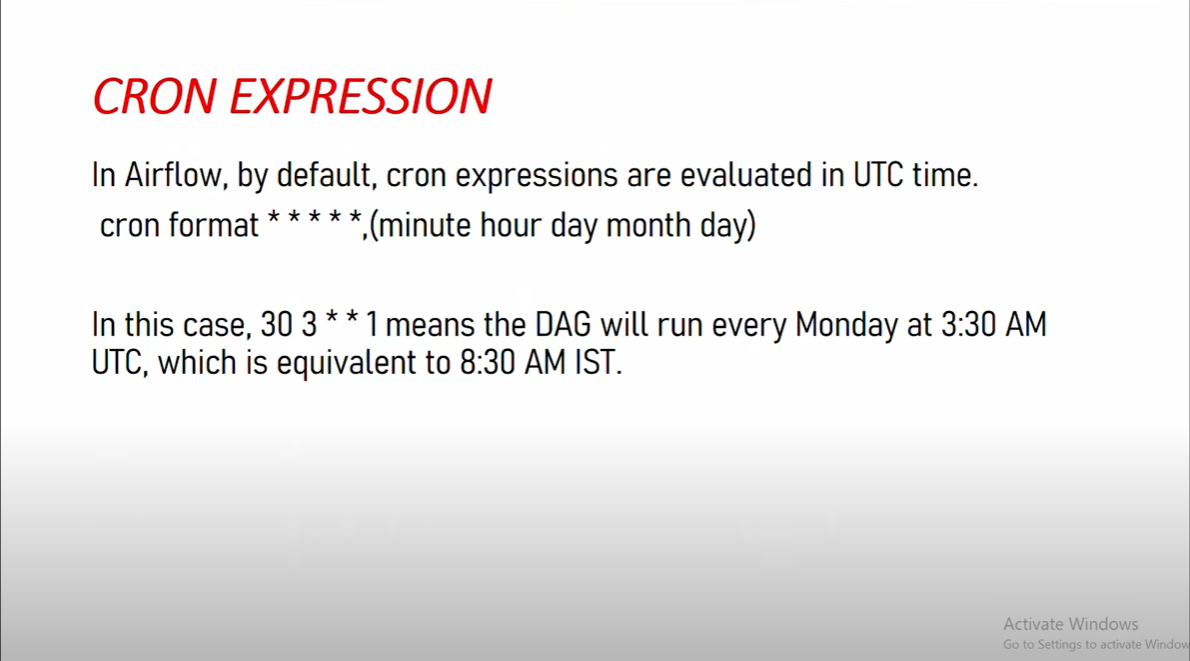 CRON EXPRESSION
In Airflow, by default, cron expressions are evaluated in UTC time.
cron format * * * * *,(minute hour day month day)
In this case, 30 3 * * 1 means the DAG will run every Monday at 3:30 AM
UTC, which is equivalent to 8:30 AM IST.
Activate Windows
Go to Settings to activate Window